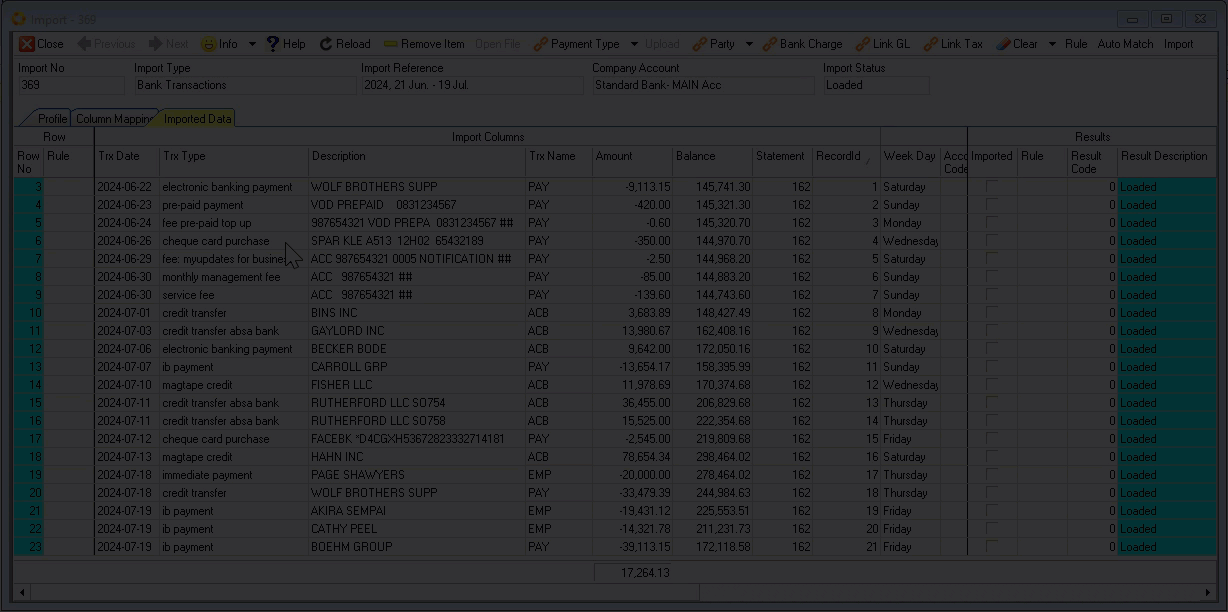 Import - 369
Close Previous Next Info Help Reload Remove Item Open File Payment Type Upload Party Bank Charge Link GL Link Tax Clear Rule Auto Match Import
Import No Import Type Import Reference Company Account Import Status
369 Bank Transactions 2024, 21 Jun. - 19 Jul. Standard Bank- MAIN Acc Loaded
Profile Column Mapping Imported Data
Row Import Columns Results
Row No Rule Trx Date Trx Type Description Trx Name Amount Balance Statement RecordId Week Day Acco Code Imported Rule Result Code Result Description
3 2024-06-22 electronic banking payment WOLF BROTHERS SUPP PAY -9,113.15 145,741.30 162 1 Saturday 0 Loaded
4 2024-06-23 pre-paid payment VOD PREPAID 0831234567 PAY -420.00 145,321.30 162 2 Sunday 0 Loaded
5 2024-06-24 fee pre-paid top up 987654321 VOD PREPA 0831234567 ## PAY -0.60 145,320.70 162 3 Monday 0 Loaded
6 2024-06-26 cheque card purchase SPAR KLE A513 12H02 65432189 PAY -350.00 144,970.70 162 4 Wednesday 0 Loaded
7 2024-06-29 fee: myupdates for busine ACC 987654321 0005 NOTIFICATION ## PAY -2.50 144,968.20 162 5 Saturday 0 Loaded
8 2024-06-30 monthly management fee ACC 987654321 ## PAY -85.00 144,883.20 162 6 Sunday 0 Loaded
9 2024-06-30 service fee ACC 987654321 ## PAY -139.60 144,743.60 162 7 Sunday 0 Loaded
10 2024-07-01 credit transfer BINS INC ACB 3,683.89 148,427.49 162 8 Monday 0 Loaded
11 2024-07-03 credit transfer absa bank GAYLORD INC ACB 13,980.67 162,408.16 162 9 Wednesday 0 Loaded
12 2024-07-06 electronic banking payment BECKER BODE ACB 9,642.00 172,050.16 162 10 Saturday 0 Loaded
13 2024-07-07 ib payment CARROLL GRP PAY -13,654.17 158,395.99 162 11 Sunday 0 Loaded
14 2024-07-10 magtape credit FISHER LLC ACB 11,978.69 170,374.68 162 12 Wednesday 0 Loaded
15 2024-07-11 credit transfer absa bank RUTHERFORD LLC SO754 ACB 36,455.00 206,829.68 162 13 Thursday 0 Loaded
16 2024-07-11 credit transfer absa bank RUTHERFORD LLC SO758 ACB 15,525.00 222,354.68 162 14 Thursday 0 Loaded
17 2024-07-12 cheque card purchase FACEBK *D4CGXH53672823332714181 PAY -2,545.00 219,809.68 162 15 Friday 0 Loaded
18 2024-07-13 magtape credit HAHN INC ACB 78,654.34 298,464.02 162 16 Saturday 0 Loaded
19 2024-07-18 immediate payment PAGE SHAWYERS EMP -20,000.00 278,464.02 162 17 Thursday 0 Loaded
20 2024-07-18 credit transfer WOLF BROTHERS SUPP PAY -33,479.39 244,984.63 162 18 Thursday 0 Loaded
21 2024-07-19 ib payment AKIRA SEMPAI EMP -19,431.12 225,553.51 162 19 Friday 0 Loaded
22 2024-07-19 ib payment CATHY PEEL EMP -14,321.78 211,231.73 162 20 Friday 0 Loaded
23 2024-07-19 ib payment BOEHM GROUP PAY -39,113.15 172,118.58 162 21 Friday 0 Loaded
17,264.13